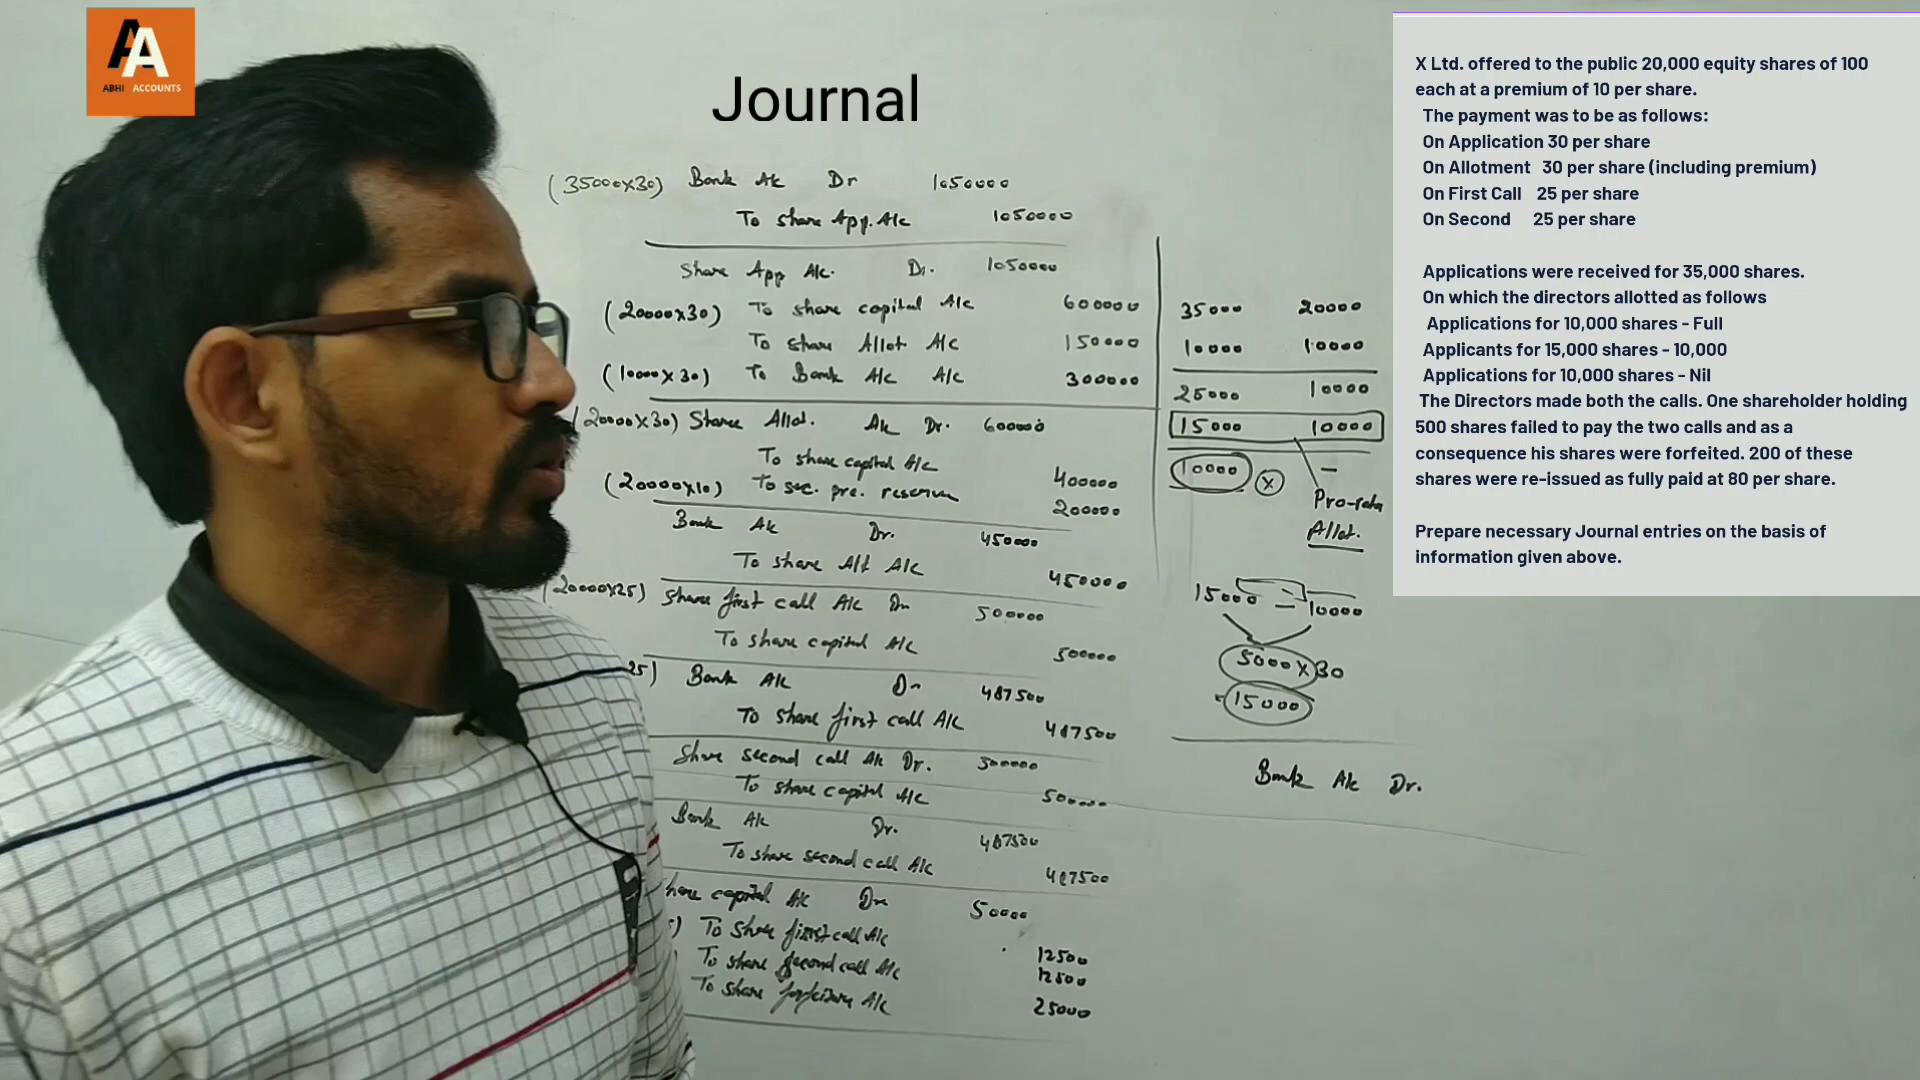 AA
ABHI ACCOUNTS
Journal
(35000x30) Bank A/c Dr 1050000
To share App. A/c 1050000
Share App A/c. Dr. 1050000
(20000x30) To share capital A/c 600000
To share Allot A/c 150000
(10000x30) To Bank A/c A/c 300000
(20000x30) Share Allot. A/c Dr. 600000
To share capital A/c 400000
(20000x10) To sec. pre. reserve 200000
Bank A/c Dr. 450000
To share Allt A/c 450000
(20000x25) Share first call A/c Dr 500000
To share capital A/c 500000
25) Bank A/c Dr 487500
To share first call A/c 487500
Share second call A/c Dr. 500000
To share capital A/c 500000
Bank A/c Dr. 487500
To share second call A/c 487500
hare capital A/c Dr 50000
) To share first call A/c 12500
To share second call A/c 12500
To share forfeiture A/c 25000
35000 20000
10000 10000
25000 10000
15000 10000
10000 x -
Pro-rata
Allot.
15000 - 10000
5000x30
15000
Bank A/c Dr.
X Ltd. offered to the public 20,000 equity shares of 100
each at a premium of 10 per share.
The payment was to be as follows:
On Application 30 per share
On Allotment 30 per share (including premium)
On First Call 25 per share
On Second 25 per share
Applications were received for 35,000 shares.
On which the directors allotted as follows
Applications for 10,000 shares - Full
Applicants for 15,000 shares - 10,000
Applications for 10,000 shares - Nil
The Directors made both the calls. One shareholder holding
500 shares failed to pay the two calls and as a
consequence his shares were forfeited. 200 of these
shares were re-issued as fully paid at 80 per share.
Prepare necessary Journal entries on the basis of
information given above.